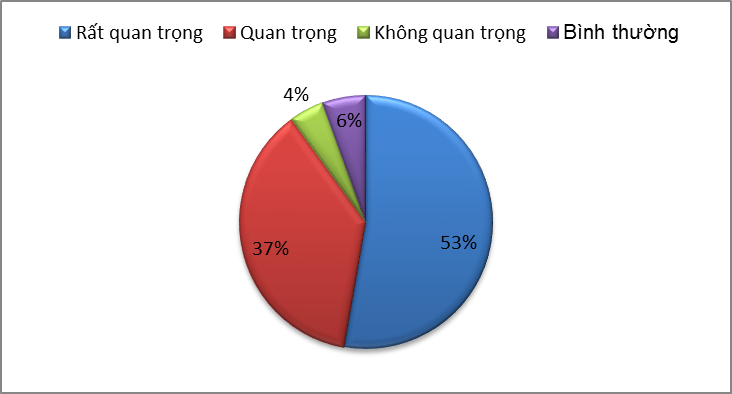 Rất quan trọng Quan trọng Không quan trọng Bình thường
4%
6%
53%
37%